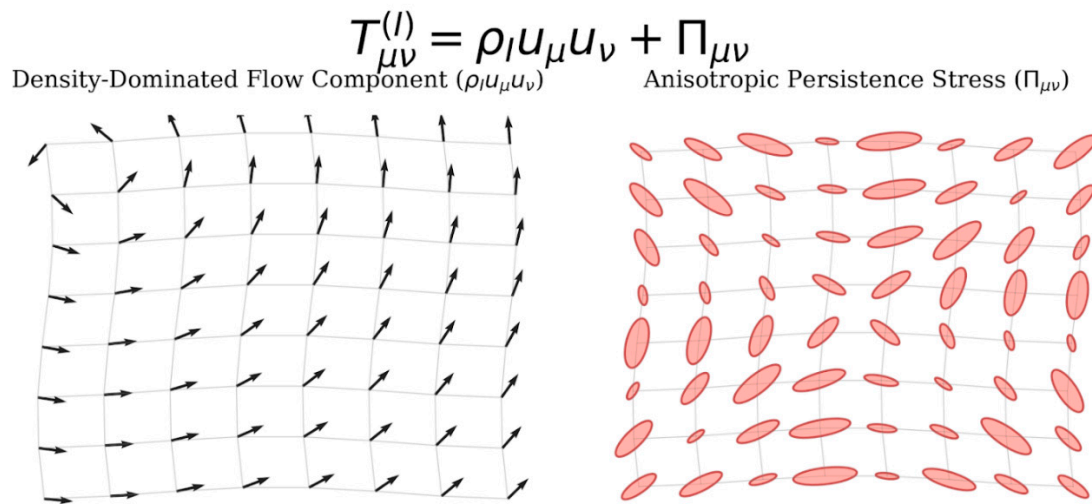 T_{μν}^{(I)} = ρ_I u_μ u_ν + Π_{μν}
Density-Dominated Flow Component (ρ_I u_μ u_ν)
Anisotropic Persistence Stress (Π_{μν})